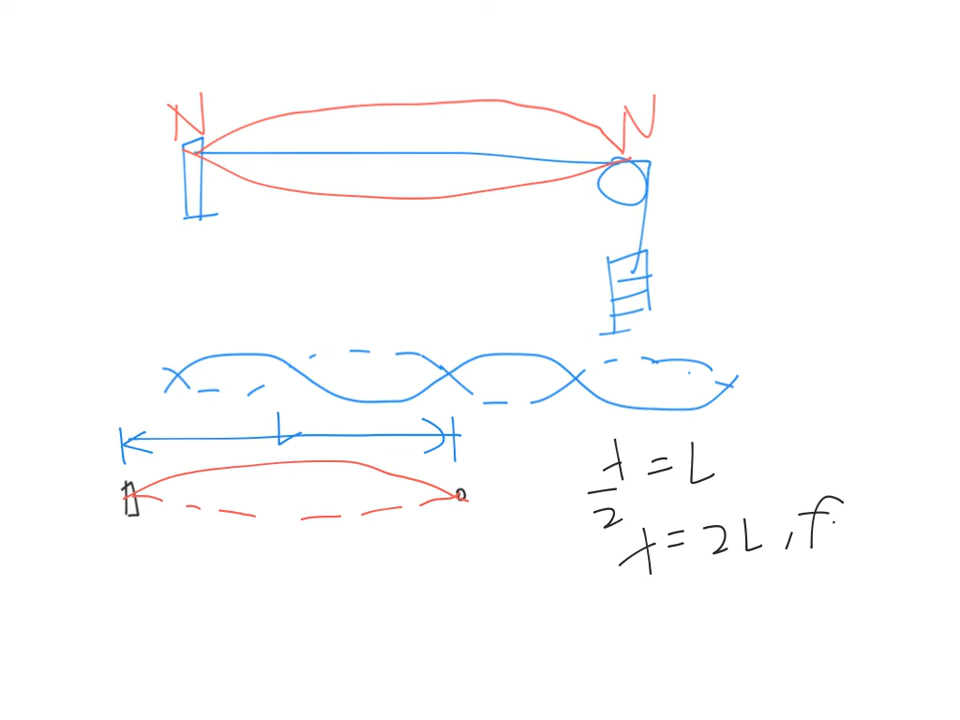 N N
L
λ/2 = L
λ = 2L, f